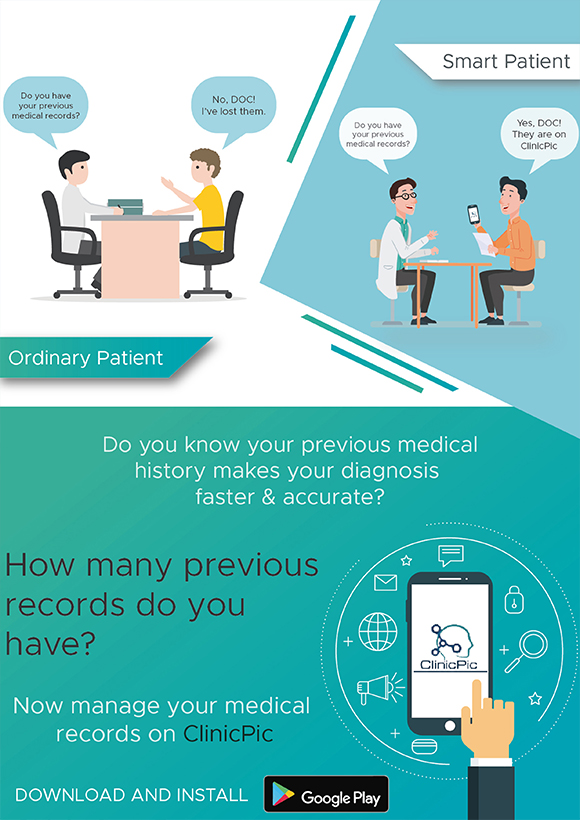 Smart Patient
Do you have
your previous
medical records?
No, DOC!
I've lost them.
Do you have
your previous
medical records?
Yes, DOC!
They are on
ClinicPic
Ordinary Patient
Do you know your previous medical
history makes your diagnosis
faster & accurate?
How many previous
records do you
have?
ClinicPic
Now manage your medical
records on ClinicPic
DOWNLOAD AND INSTALL
Google Play